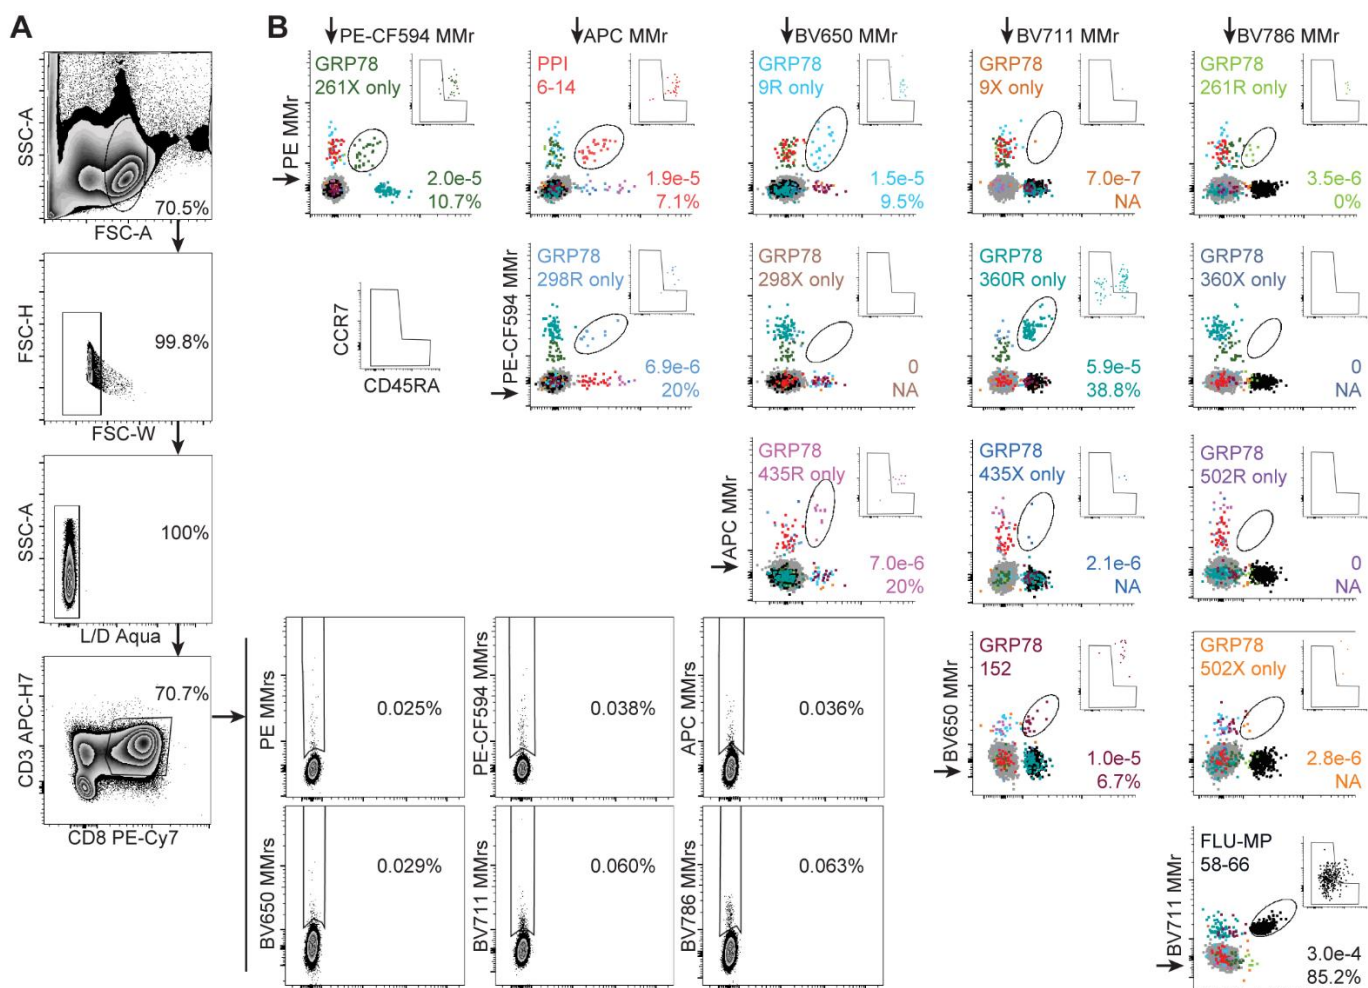 A
SSC-A
70.5%
FSC-A
FSC-H
99.8%
FSC-W
SSC-A
100%
L/D Aqua
CD3 APC-H7
70.7%
CD8 PE-Cy7
PE MMrs
0.025%
PE-CF594 MMrs
0.038%
APC MMrs
0.036%
BV650 MMrs
0.029%
BV711 MMrs
0.060%
BV786 MMrs
0.063%
B
PE-CF594 MMr
APC MMr
BV650 MMr
BV711 MMr
BV786 MMr
PE MMr
GRP78
261X only
2.0e-5
10.7%
PPI
6-14
1.9e-5
7.1%
GRP78
9R only
1.5e-5
9.5%
GRP78
9X only
7.0e-7
NA
GRP78
261R only
3.5e-6
0%
CCR7
CD45RA
PE-CF594 MMr
GRP78
298R only
6.9e-6
20%
GRP78
298X only
0
NA
GRP78
360R only
5.9e-5
38.8%
GRP78
360X only
0
NA
APC MMr
GRP78
435R only
7.0e-6
20%
GRP78
435X only
2.1e-6
NA
GRP78
502R only
0
NA
BV650 MMr
GRP78
152
1.0e-5
6.7%
GRP78
502X only
2.8e-6
NA
BV711 MMr
FLU-MP
58-66
3.0e-4
85.2%